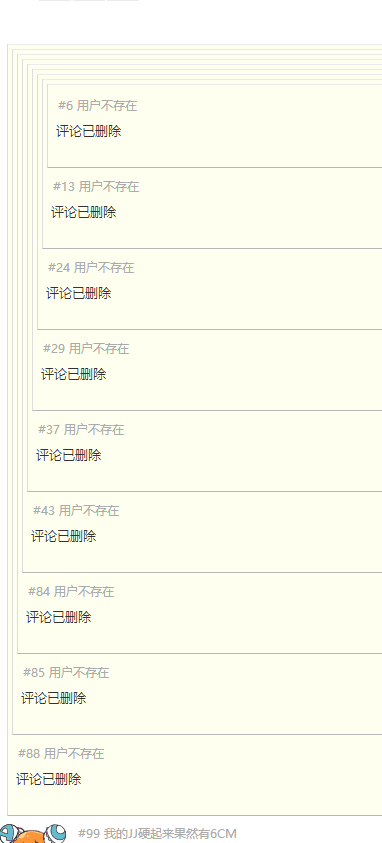 #6 用户不存在
评论已删除
#13 用户不存在
评论已删除
#24 用户不存在
评论已删除
#29 用户不存在
评论已删除
#37 用户不存在
评论已删除
#43 用户不存在
评论已删除
#84 用户不存在
评论已删除
#85 用户不存在
评论已删除
#88 用户不存在
评论已删除
#99 我的JJ硬起来果然有6CM